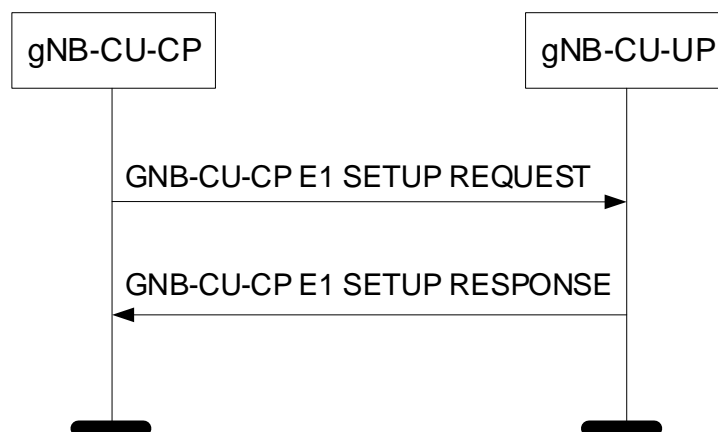 gNB-CU-CP
gNB-CU-UP
GNB-CU-CP E1 SETUP REQUEST
GNB-CU-CP E1 SETUP RESPONSE